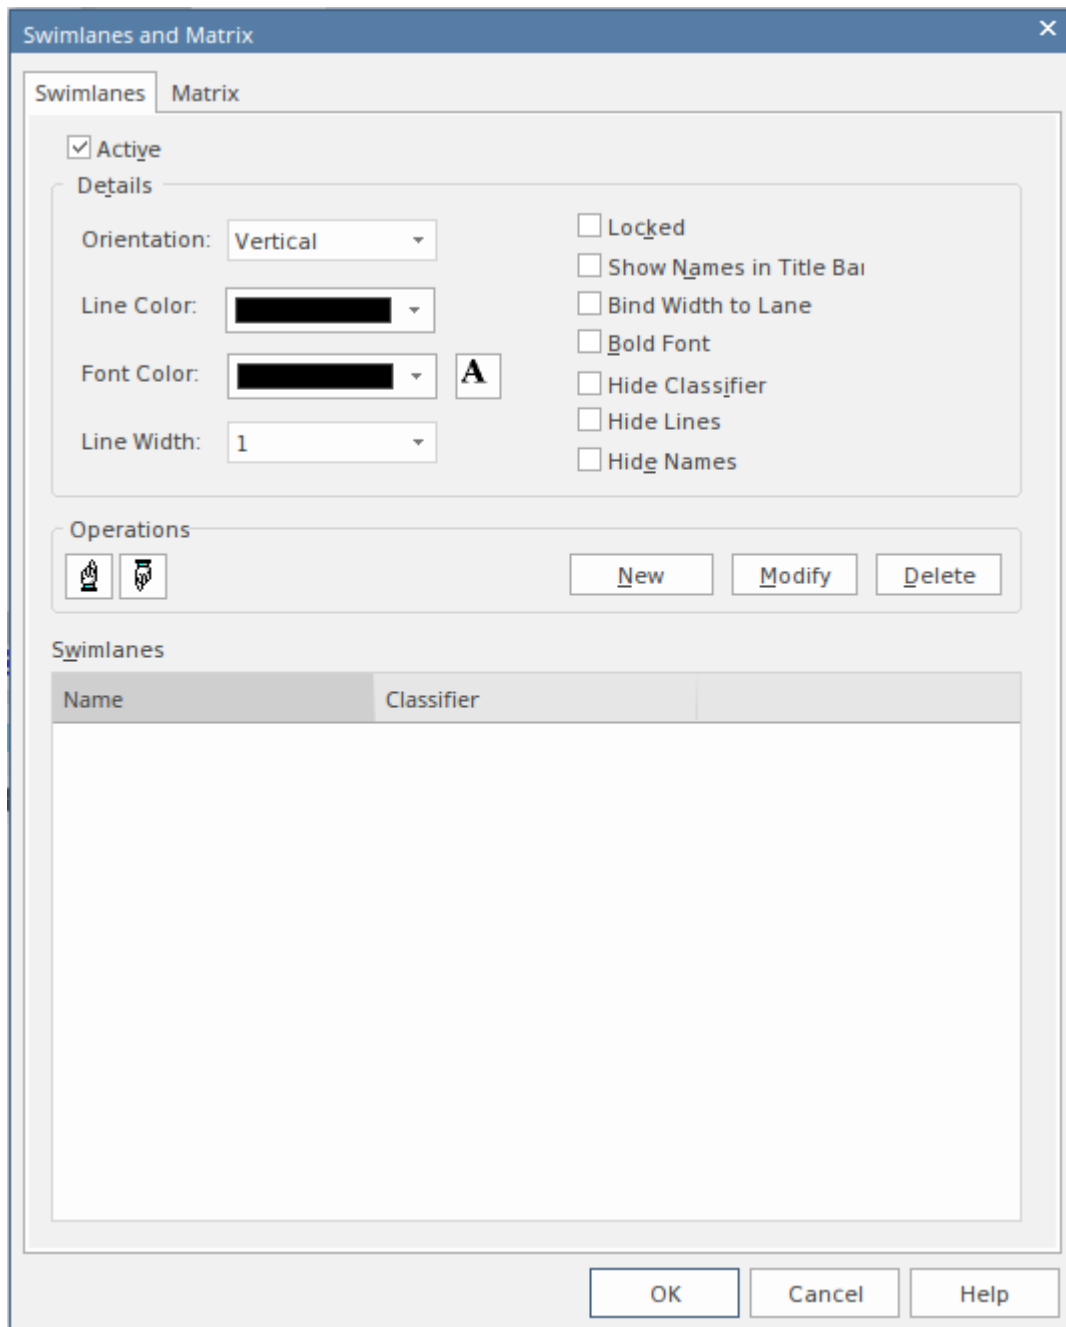 Swimlanes and Matrix
Swimlanes Matrix
Active
Details
Orientation: Vertical
Line Color:
Font Color: A
Line Width: 1
Locked
Show Names in Title Bar
Bind Width to Lane
Bold Font
Hide Classifier
Hide Lines
Hide Names
Operations
New Modify Delete
Swimlanes
Name Classifier
OK Cancel Help